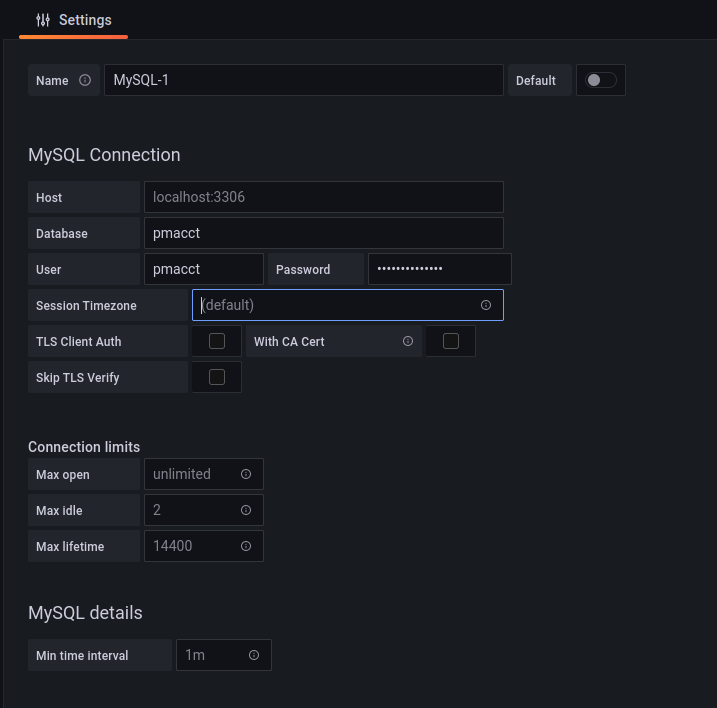 Settings
Name MySQL-1 Default
MySQL Connection
Host localhost:3306
Database pmacct
User pmacct Password ••••••••••••••
Session Timezone (default)
TLS Client Auth With CA Cert
Skip TLS Verify
Connection limits
Max open unlimited
Max idle 2
Max lifetime 14400
MySQL details
Min time interval 1m